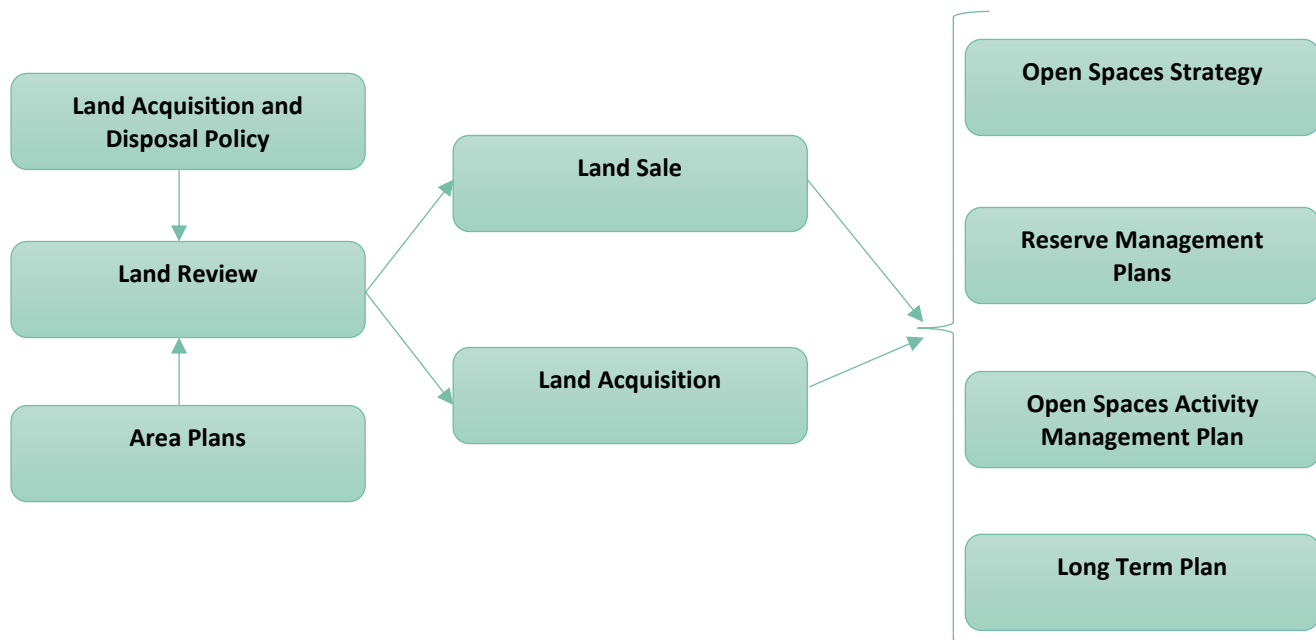 Land Acquisition and
Disposal Policy
Land Review
Area Plans
Land Sale
Land Acquisition
Open Spaces Strategy
Reserve Management
Plans
Open Spaces Activity
Management Plan
Long Term Plan